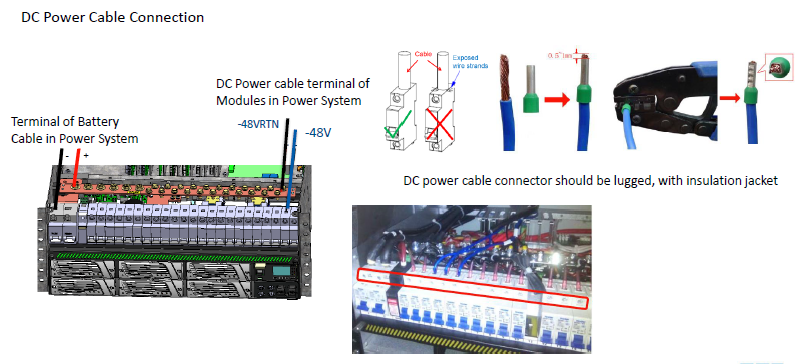 DC Power Cable Connection
Cable
Exposed
wire strands
0.5~1mm
DC Power cable terminal of
Modules in Power System
-48VRTN
-48V
Terminal of Battery
Cable in Power System
- +
DC power cable connector should be lugged, with insulation jacket